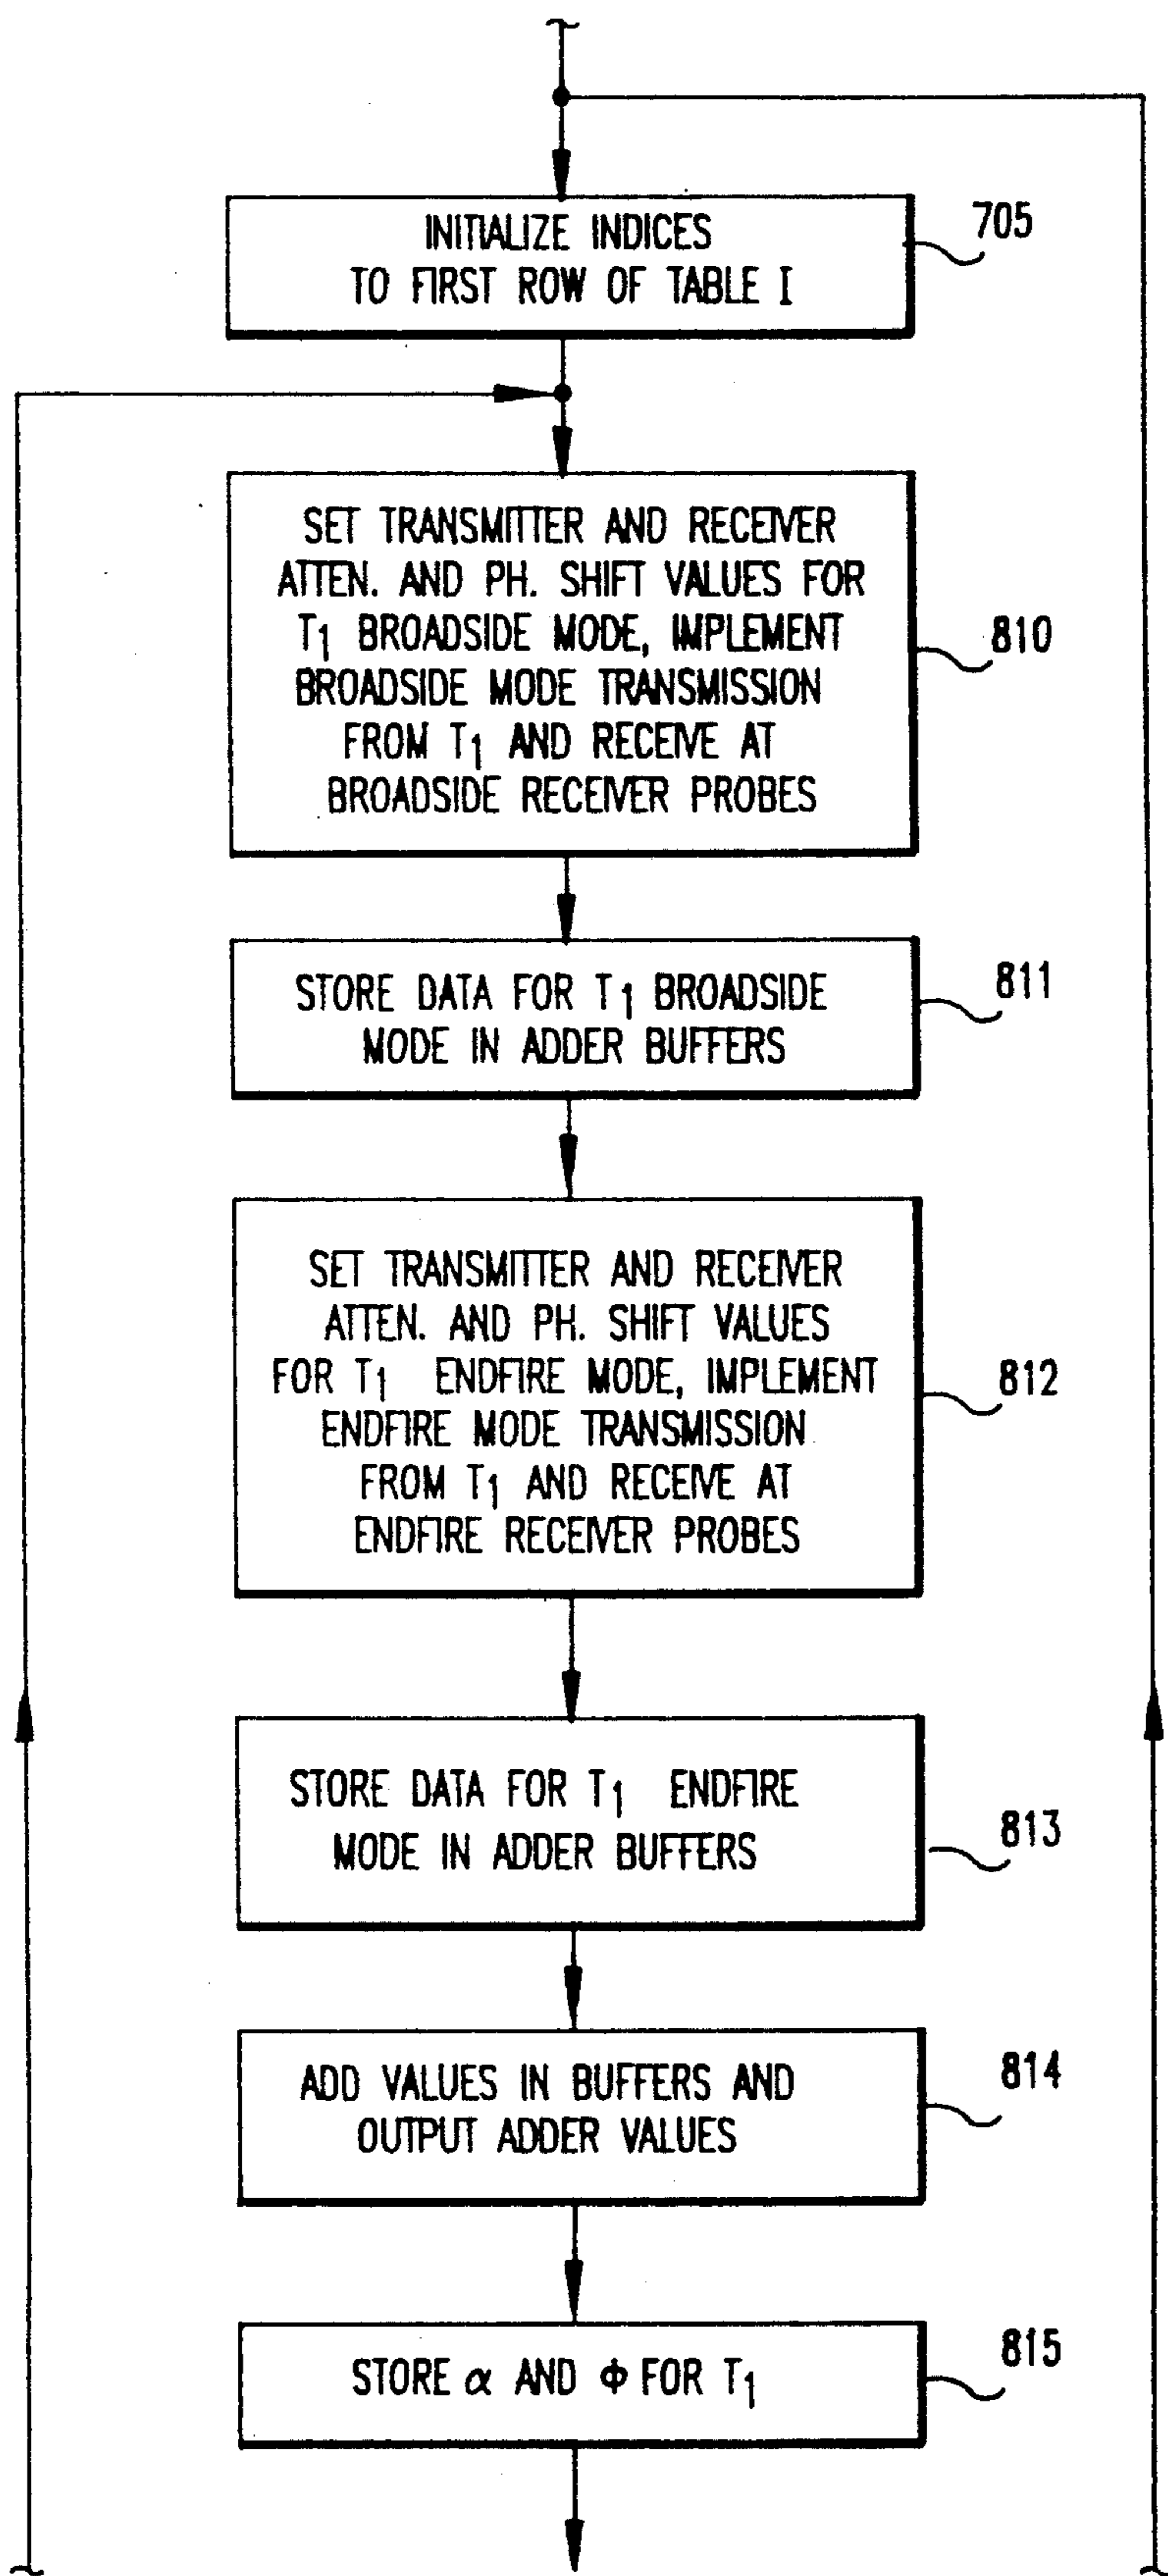 INITIALIZE INDICES
TO FIRST ROW OF TABLE I
705
SET TRANSMITTER AND RECEIVER
ATTEN. AND PH. SHIFT VALUES FOR
T1 BROADSIDE MODE, IMPLEMENT
BROADSIDE MODE TRANSMISSION
FROM T1 AND RECEIVE AT
BROADSIDE RECEIVER PROBES
810
STORE DATA FOR T1 BROADSIDE
MODE IN ADDER BUFFERS
811
SET TRANSMITTER AND RECEIVER
ATTEN. AND PH. SHIFT VALUES
FOR T1 ENDFIRE MODE, IMPLEMENT
ENDFIRE MODE TRANSMISSION
FROM T1 AND RECEIVE AT
ENDFIRE RECEIVER PROBES
812
STORE DATA FOR T1 ENDFIRE
MODE IN ADDER BUFFERS
813
ADD VALUES IN BUFFERS AND
OUTPUT ADDER VALUES
814
STORE α AND Φ FOR T1
815